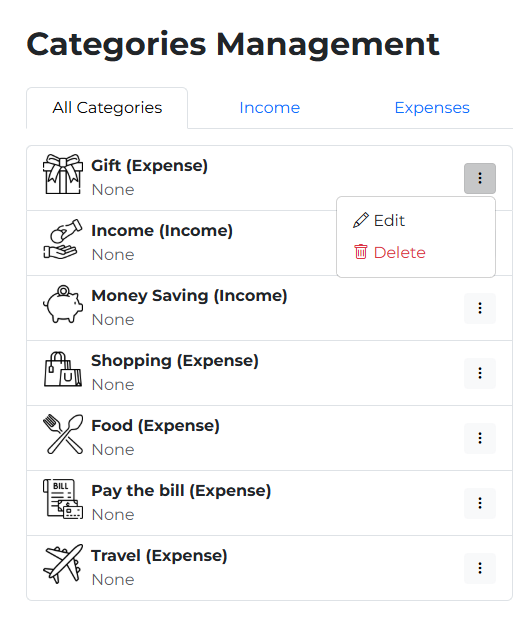 Categories Management
All Categories
Income
Expenses
Gift (Expense)
None
Edit
Delete
Income (Income)
None
Money Saving (Income)
None
Shopping (Expense)
None
Food (Expense)
None
BILL
Pay the bill (Expense)
None
Travel (Expense)
None